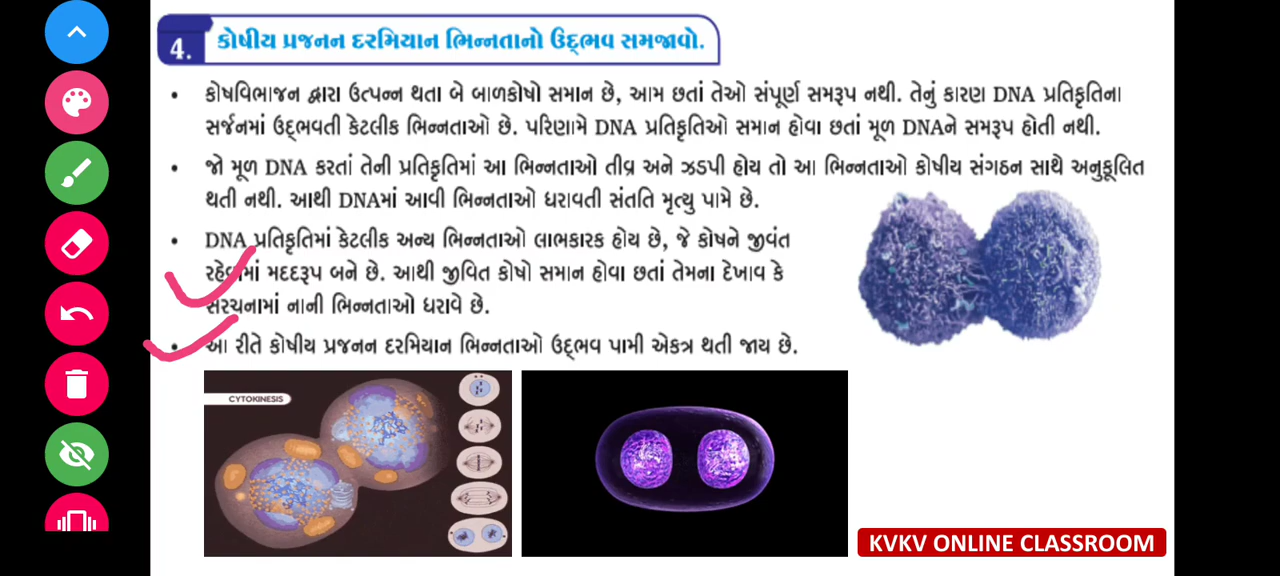 4. કોષીય પ્રજનન દરમિયાન ભિન્નતાનો ઉદ્દભવ સમજાવો.
• કોષવિભાજન દ્વારા ઉત્પન્ન થતા બે બાળકોષો સમાન છે, આમ છતાં તેઓ સંપૂર્ણ સમરૂપ નથી. તેનું કારણ DNA પ્રતિકૃતિના
સર્જનમાં ઉદ્દભવતી કેટલીક ભિન્નતાઓ છે. પરિણામે DNA પ્રતિકૃતિઓ સમાન હોવા છતાં મૂળ DNAને સમરૂપ હોતી નથી.
• જો મૂળ DNA કરતાં તેની પ્રતિકૃતિમાં આ ભિન્નતાઓ તીવ્ર અને ઝડપી હોય તો આ ભિન્નતાઓ કોષીય સંગઠન સાથે અનુકૂલિત
થતી નથી. આથી DNAમાં આવી ભિન્નતાઓ ધરાવતી સંતતિ મૃત્યુ પામે છે.
• DNA પ્રતિકૃતિમાં કેટલીક અન્ય ભિન્નતાઓ લાભકારક હોય છે, જે કોષને જીવંત
રહેવામાં મદદરૂપ બને છે. આથી જીવિત કોષો સમાન હોવા છતાં તેમના દેખાવ કે
સંરચનામાં નાની ભિન્નતાઓ ધરાવે છે.
• આ રીતે કોષીય પ્રજનન દરમિયાન ભિન્નતાઓ ઉદ્દભવ પામી એકત્ર થતી જાય છે.
CYTOKINESIS
KVKV ONLINE CLASSROOM